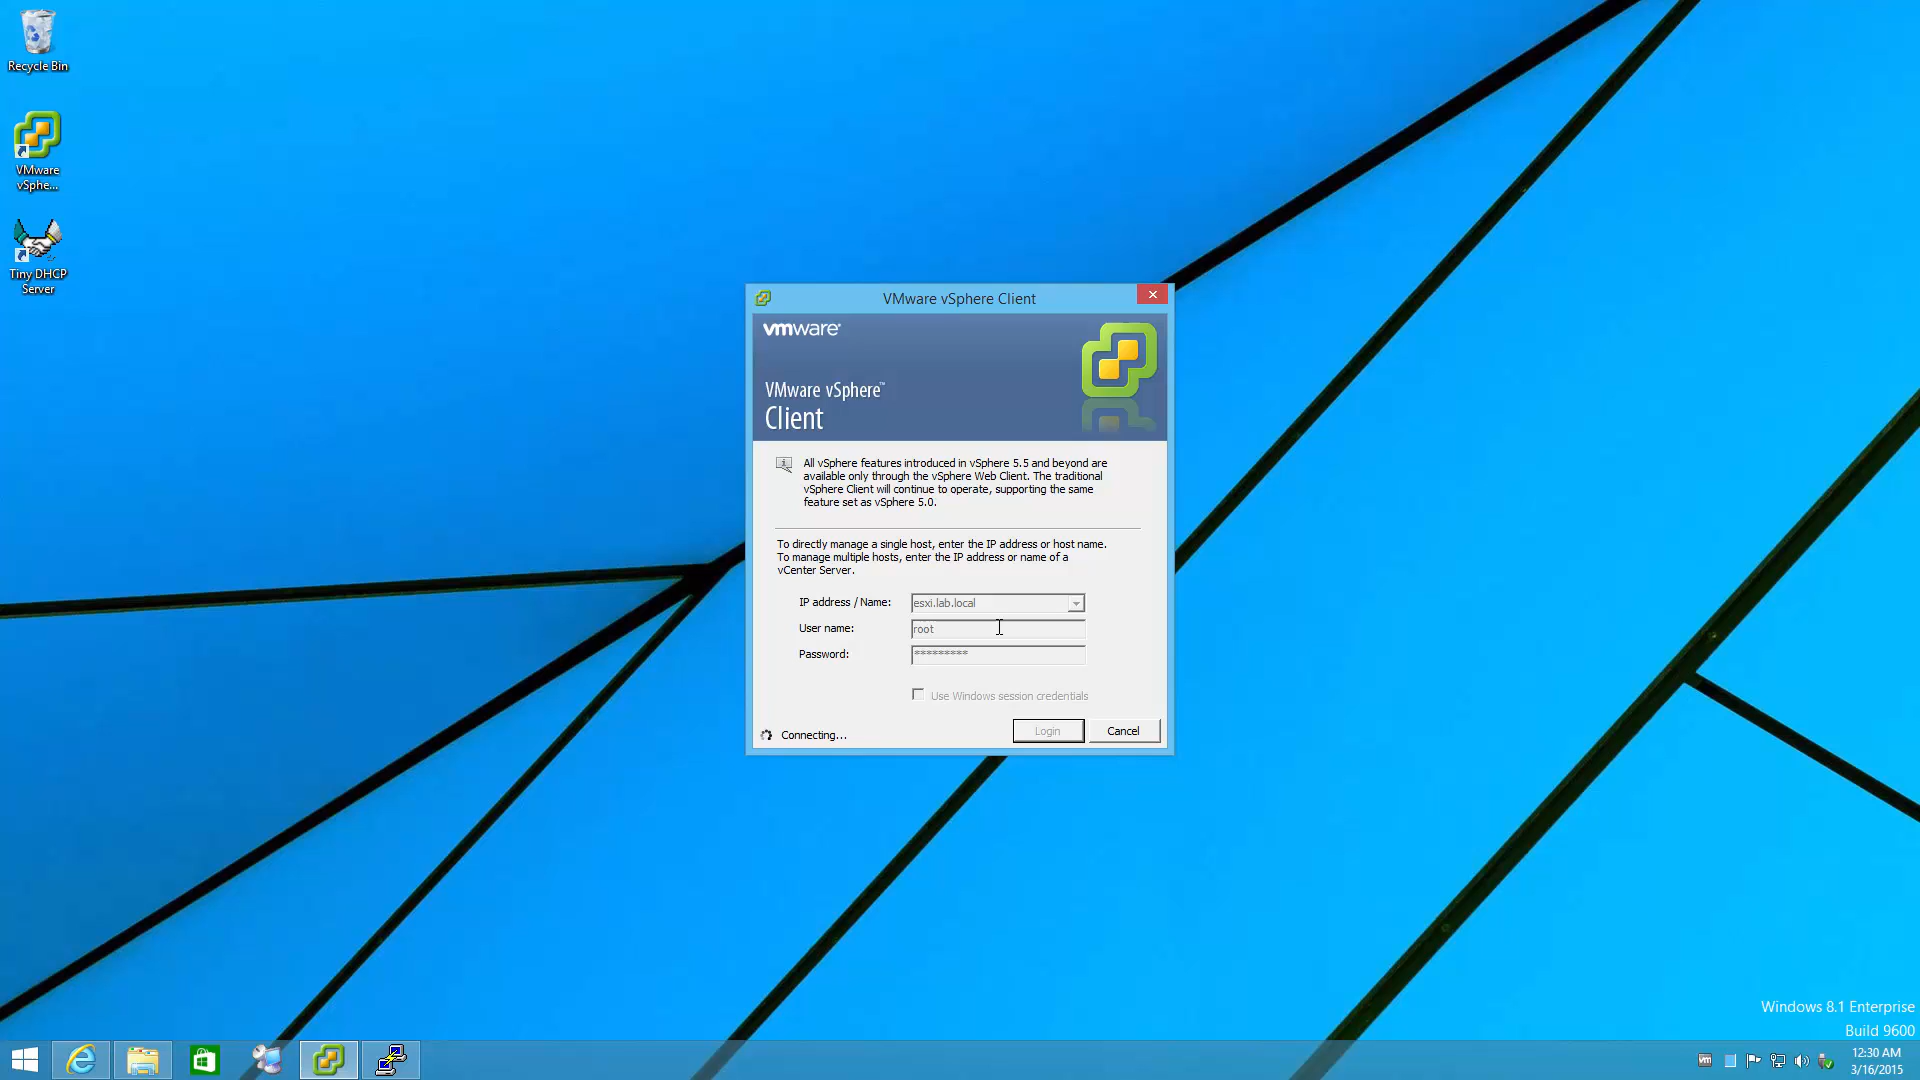 Recycle Bin
VMware
vSphe...
Tiny DHCP
Server
VMware vSphere Client
vmware
VMware vSphere™
Client
All vSphere features introduced in vSphere 5.5 and beyond are
available only through the vSphere Web Client. The traditional
vSphere Client will continue to operate, supporting the same
feature set as vSphere 5.0.
To directly manage a single host, enter the IP address or host name.
To manage multiple hosts, enter the IP address or name of a
vCenter Server.
IP address / Name: esxi.lab.local
User name: root
Password: *********
Use Windows session credentials
Connecting... Login Cancel
Windows 8.1 Enterprise
Build 9600
vm
12:30 AM
3/16/2015